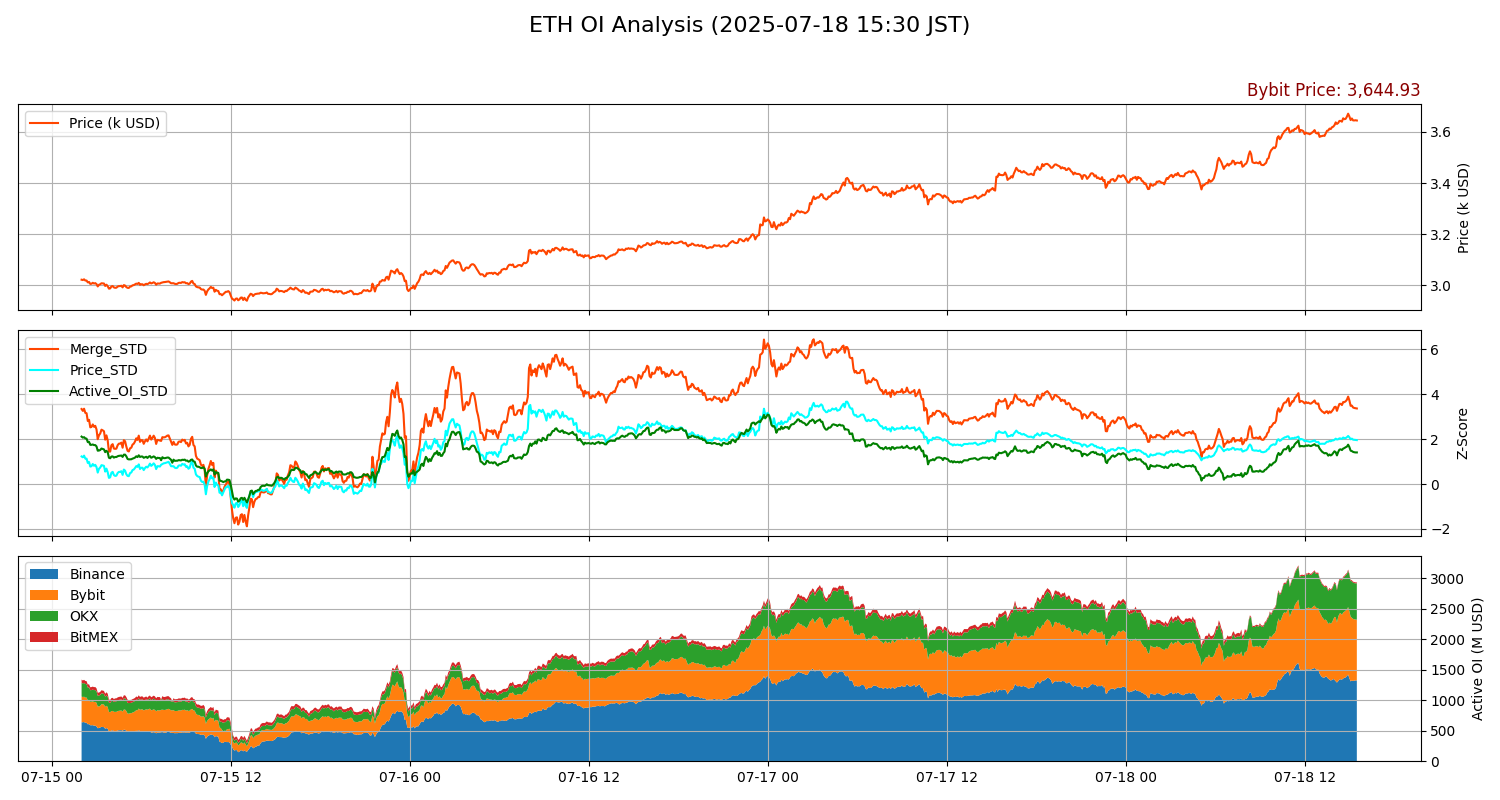 ETH OI Analysis (2025-07-18 15:30 JST)
Bybit Price: 3,644.93
Price (k USD)
3.6
3.4
3.2
3.0
Price (k USD)
Merge_STD
Price_STD
Active_OI_STD
6
4
2
0
−2
Z-Score
Binance
Bybit
OKX
BitMEX
3000
2500
2000
1500
1000
500
0
Active OI (M USD)
07-15 00 07-15 12 07-16 00 07-16 12 07-17 00 07-17 12 07-18 00 07-18 12